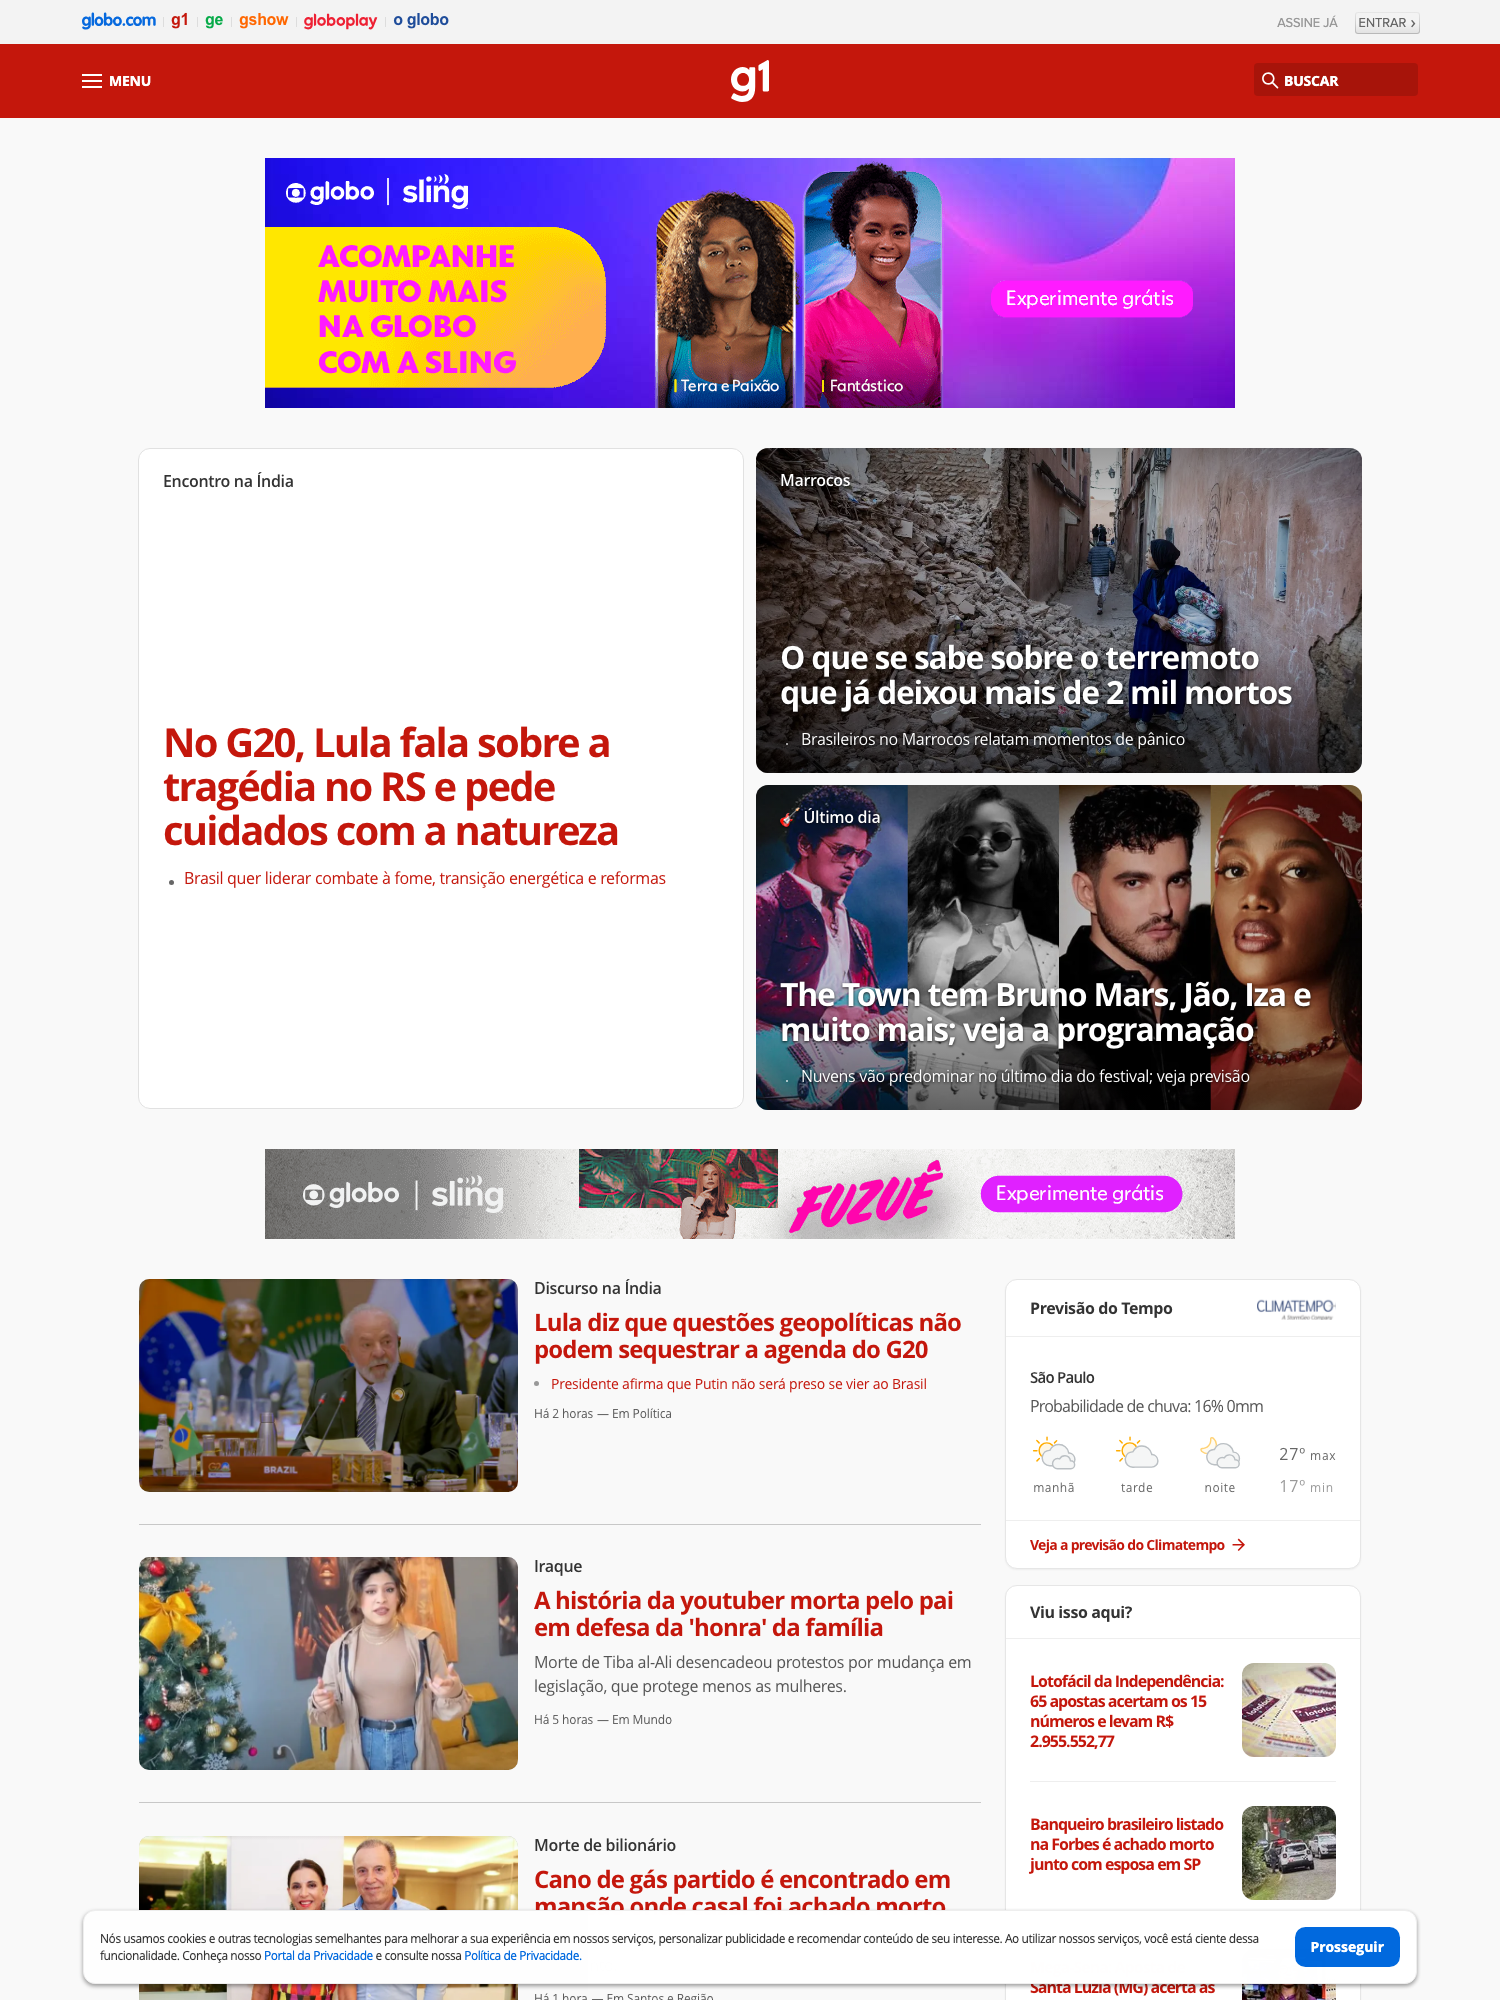 globo.com
g1
ge
gshow
globoplay
o globo
ASSINE JÁ
ENTRAR ›
MENU
g1
BUSCAR
globo | sling
ACOMPANHE
MUITO MAIS
NA GLOBO
COM A SLING
Terra e Paixão
Fantástico
Experimente grátis
Encontro na Índia
No G20, Lula fala sobre a
tragédia no RS e pede
cuidados com a natureza
Brasil quer liderar combate à fome, transição energética e reformas
Marrocos
O que se sabe sobre o terremoto
que já deixou mais de 2 mil mortos
Brasileiros no Marrocos relatam momentos de pânico
Último dia
The Town tem Bruno Mars, Jão, Iza e
muito mais; veja a programação
Nuvens vão predominar no último dia do festival; veja previsão
globo | sling
FUZUÊ
Experimente grátis
BRAZIL
Discurso na Índia
Lula diz que questões geopolíticas não
podem sequestrar a agenda do G20
Presidente afirma que Putin não será preso se vier ao Brasil
Há 2 horas — Em Política
Iraque
A história da youtuber morta pelo pai
em defesa da 'honra' da família
Morte de Tiba al-Ali desencadeou protestos por mudança em
legislação, que protege menos as mulheres.
Há 5 horas — Em Mundo
Morte de bilionário
Cano de gás partido é encontrado em
mansão onde casal foi achado morto
Há 1 hora — Em Santos e Região
Previsão do Tempo
CLIMATEMPO
São Paulo
Probabilidade de chuva: 16% 0mm
manhã
tarde
noite
27º max
17º min
Veja a previsão do Climatempo
Viu isso aqui?
Lotofácil da Independência:
65 apostas acertam os 15
números e levam R$
2.955.552,77
Banqueiro brasileiro listado
na Forbes é achado morto
junto com esposa em SP
Santa Luzia (MG) acerta as
Nós usamos cookies e outras tecnologias semelhantes para melhorar a sua experiência em nossos serviços, personalizar publicidade e recomendar conteúdo de seu interesse. Ao utilizar nossos serviços, você está ciente dessa
funcionalidade. Conheça nosso Portal da Privacidade e consulte nossa Política de Privacidade.
Prosseguir